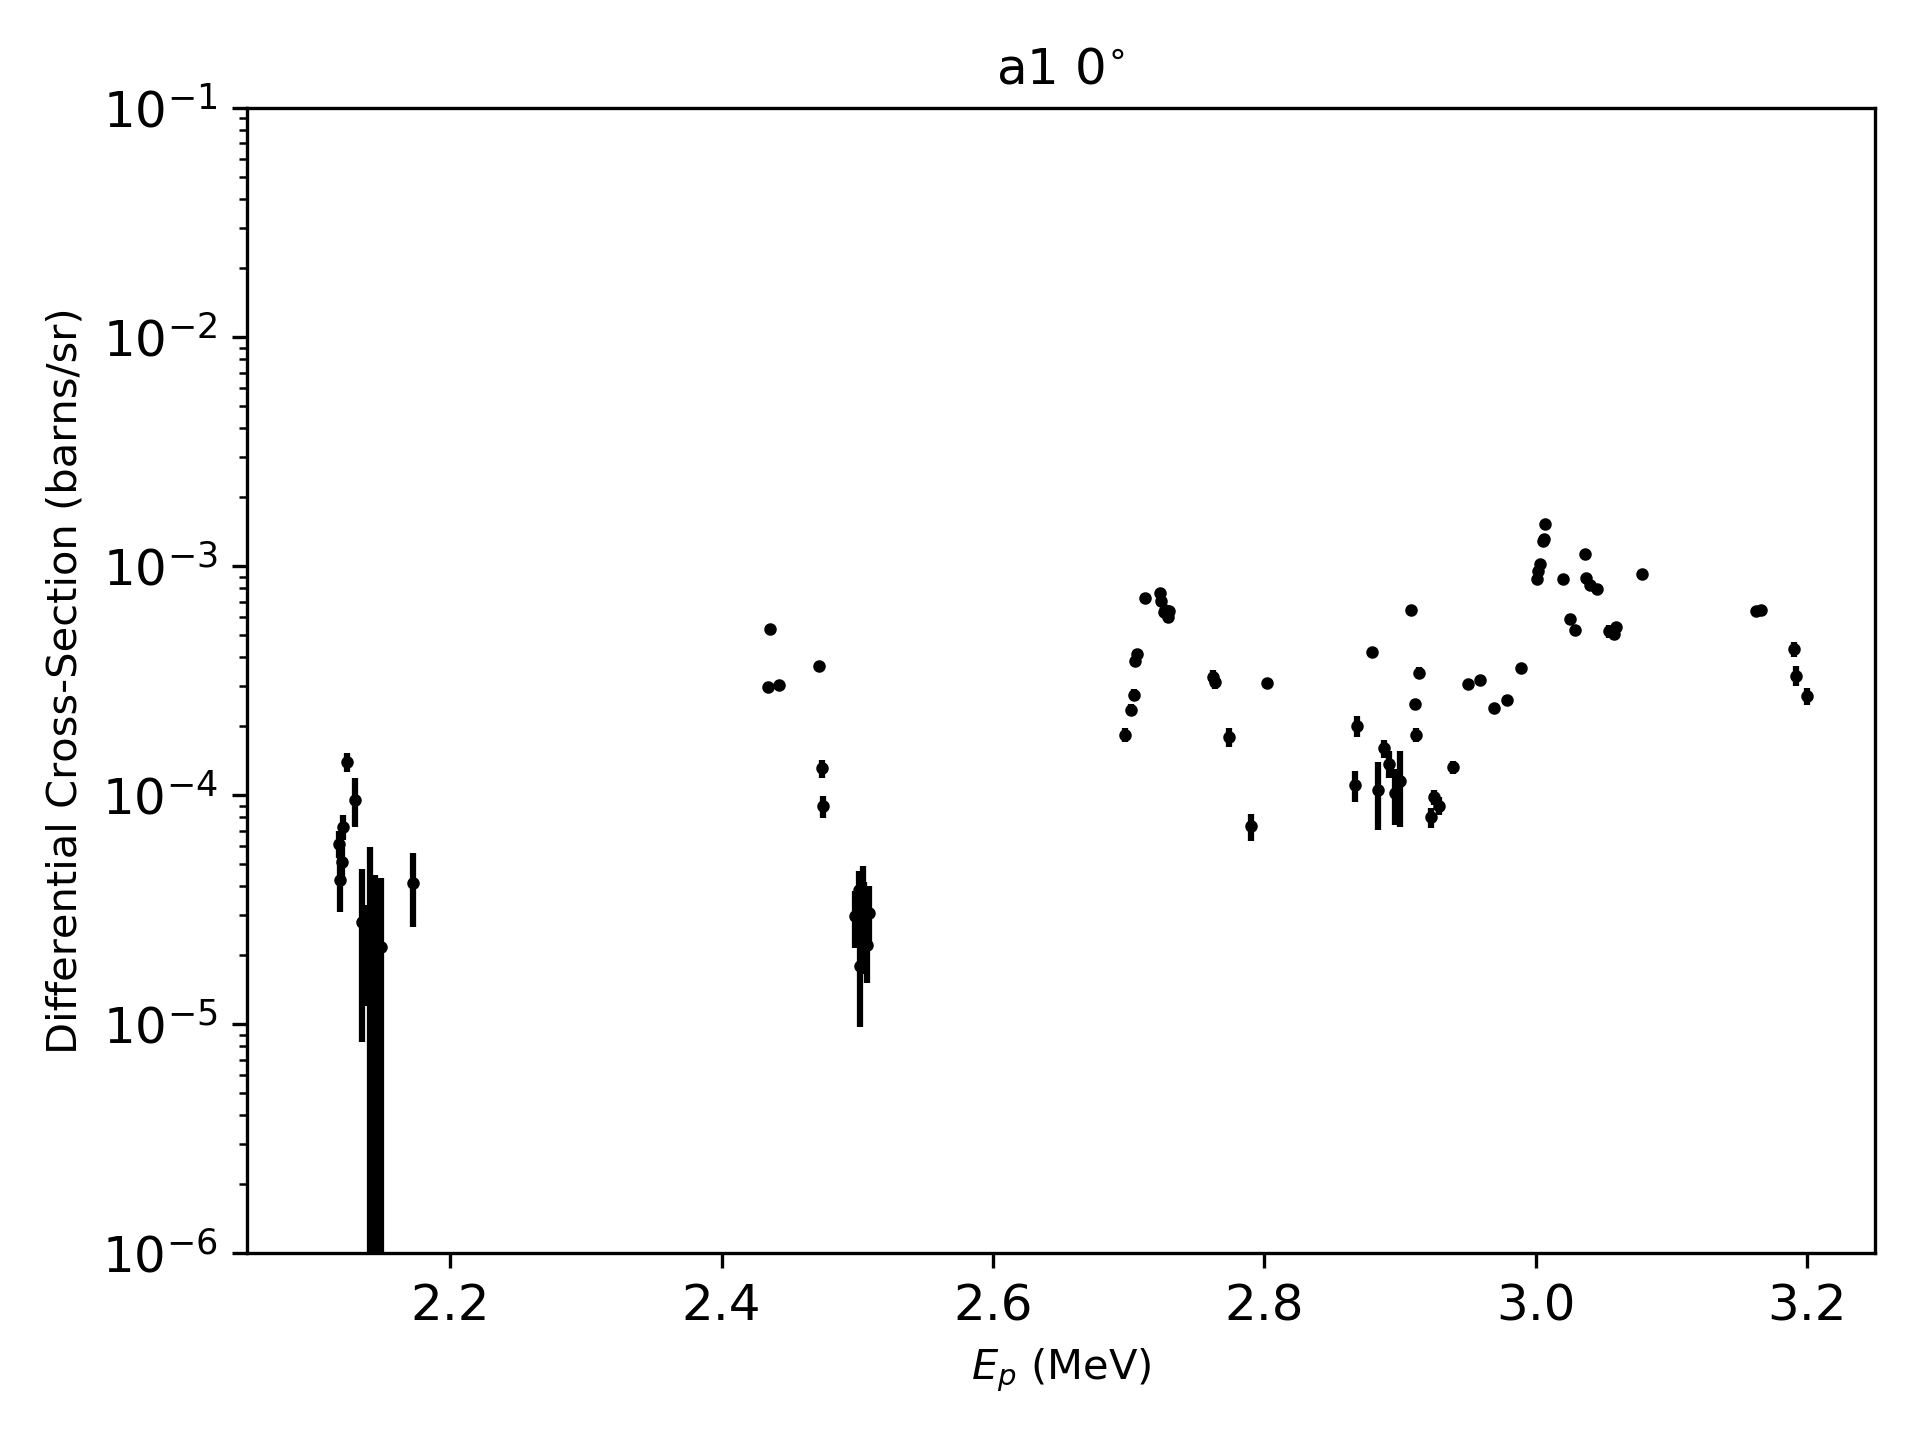 a1 0°
Differential Cross-Section (barns/sr)
10⁻¹
10⁻²
10⁻³
10⁻⁴
10⁻⁵
10⁻⁶
2.2 2.4 2.6 2.8 3.0 3.2
Eₚ (MeV)